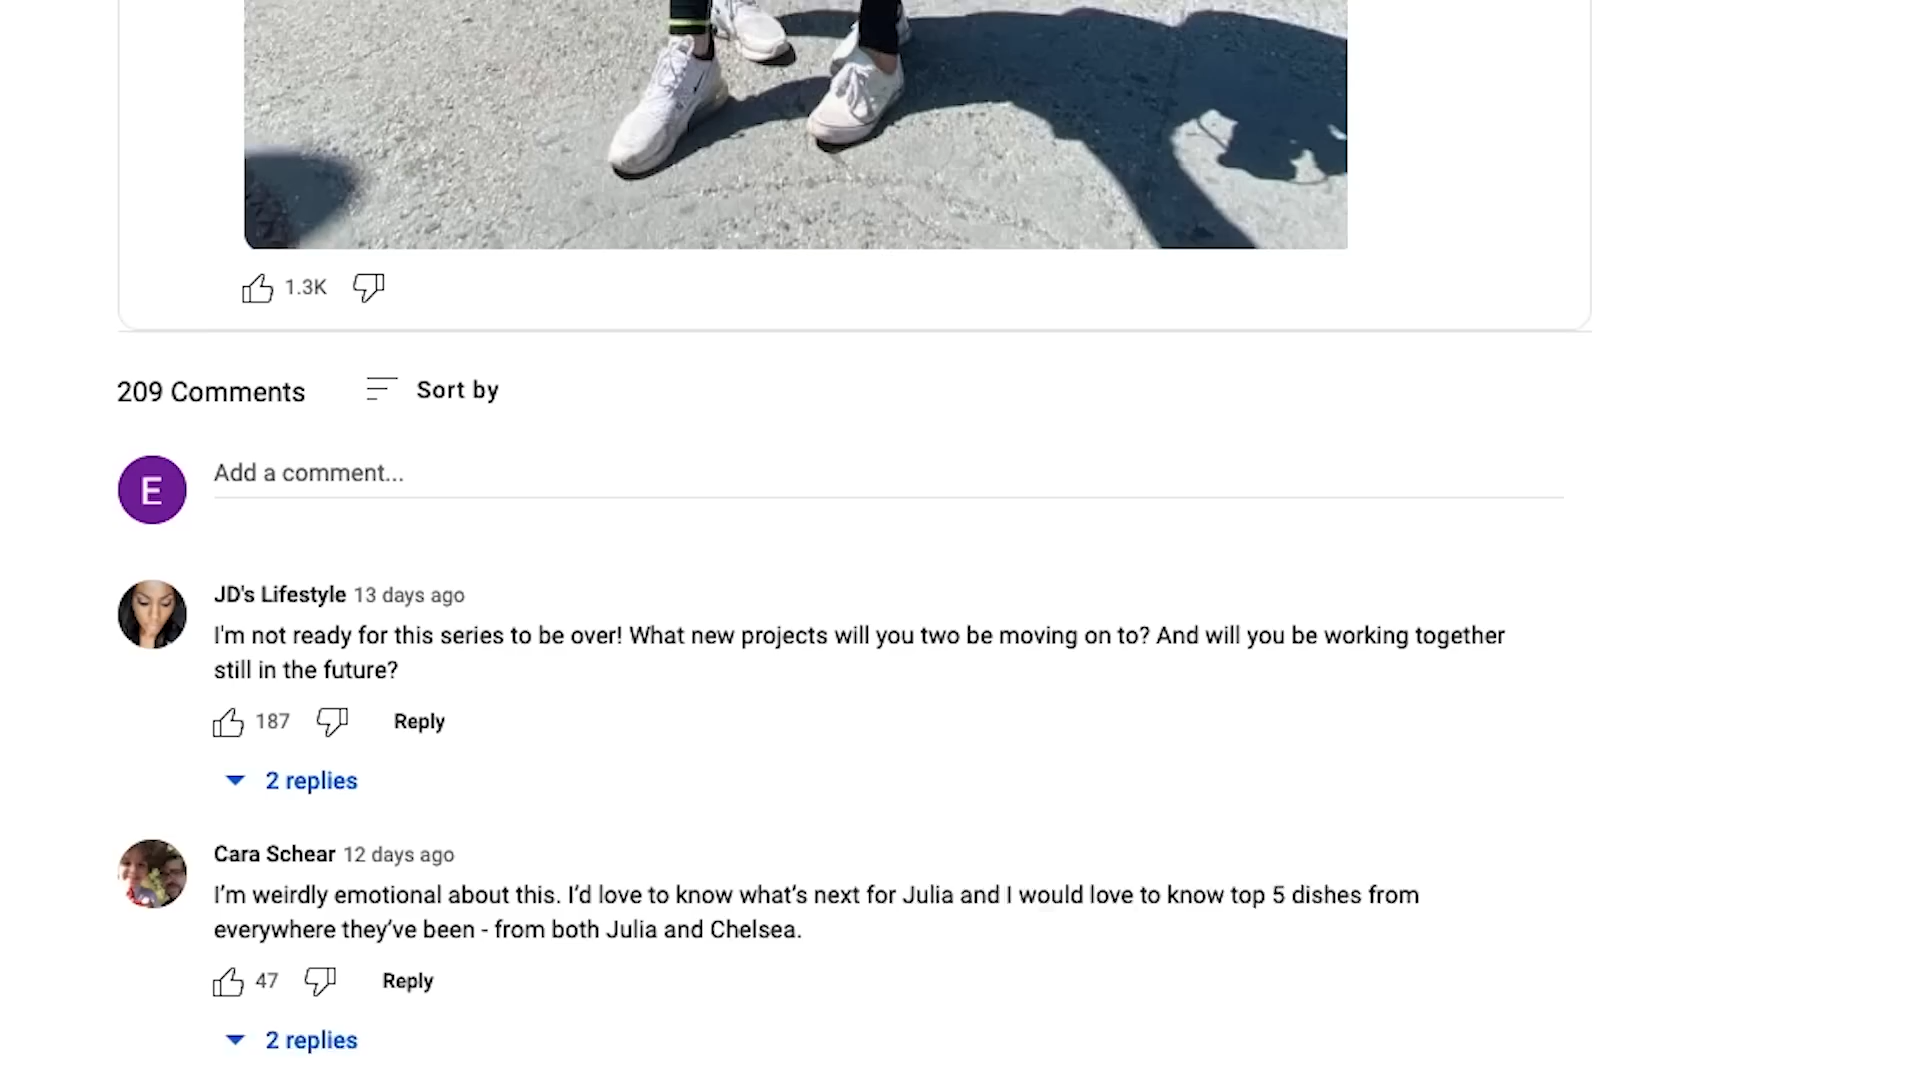 1.3K
209 Comments Sort by
E Add a comment...
JD's Lifestyle 13 days ago
I'm not ready for this series to be over! What new projects will you two be moving on to? And will you be working together
still in the future?
187 Reply
2 replies
Cara Schear 12 days ago
I’m weirdly emotional about this. I’d love to know what’s next for Julia and I would love to know top 5 dishes from
everywhere they’ve been - from both Julia and Chelsea.
47 Reply
2 replies